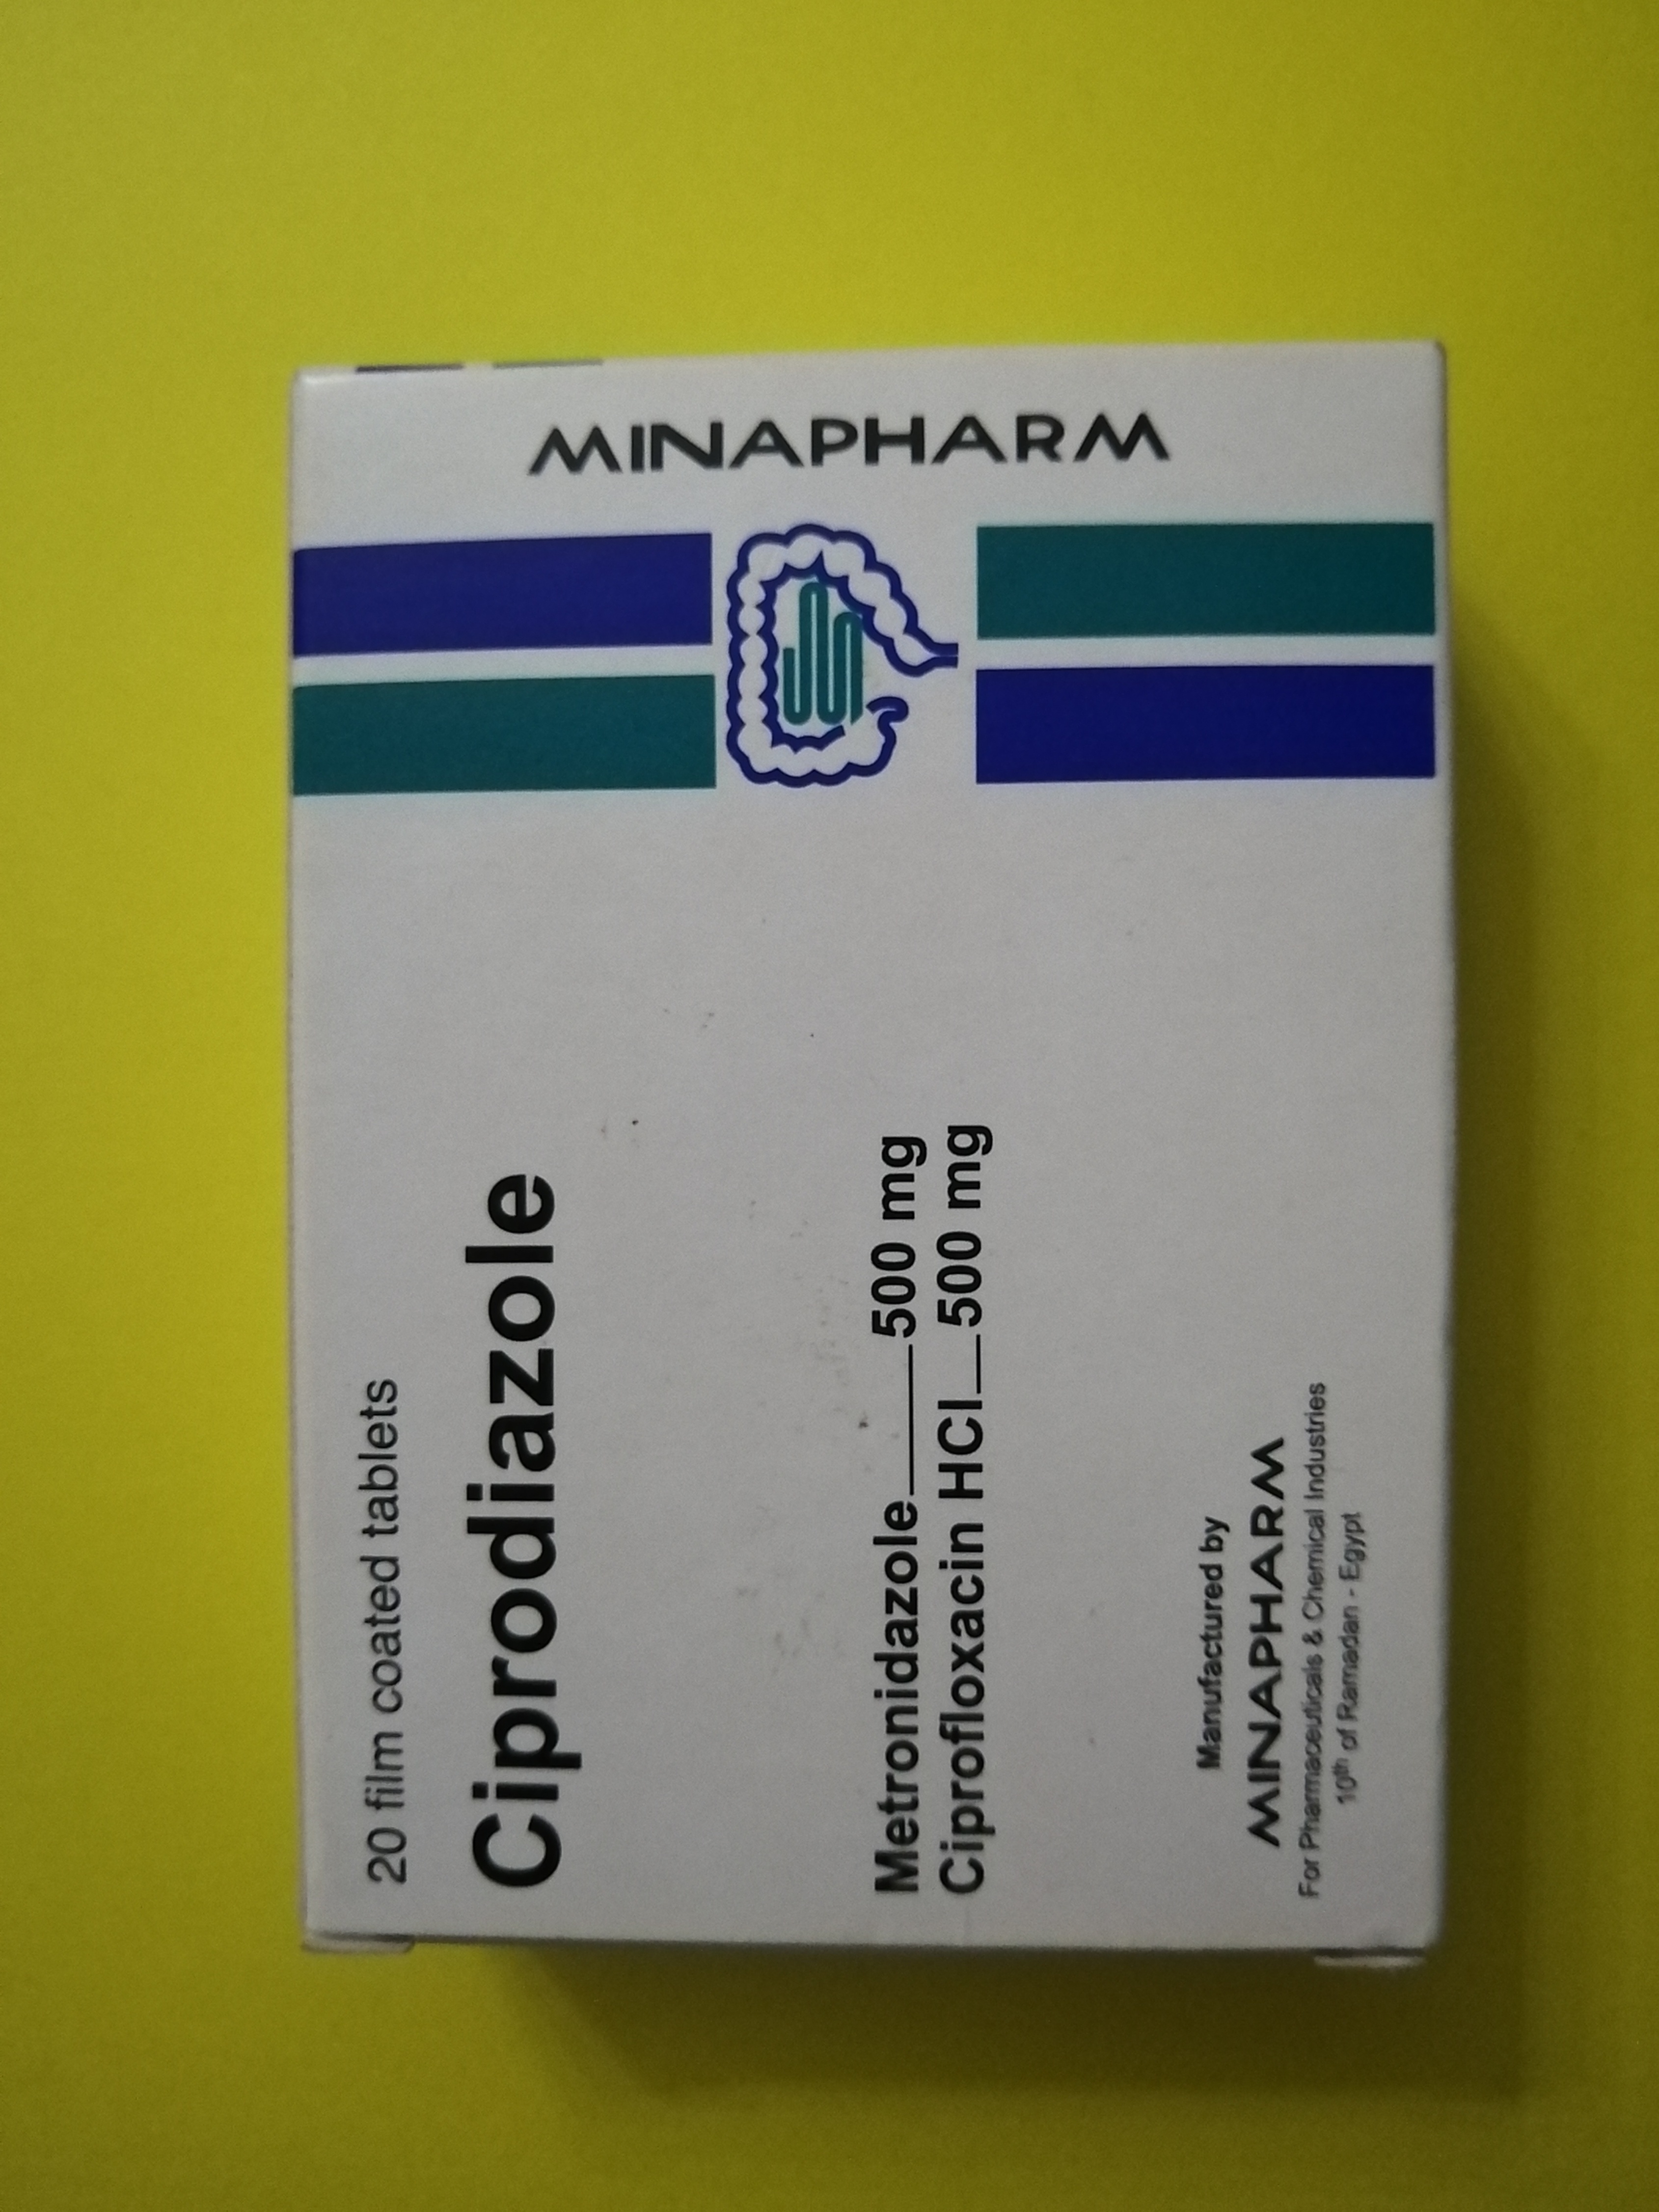 MINAPHARM
20 film coated tablets
Ciprodiazole
Metronidazole____500 mg
Ciprofloxacin HCl__500 mg
Manufactured by
MINAPHARM
For Pharmaceuticals & Chemical Industries
10th of Ramadan - Egypt